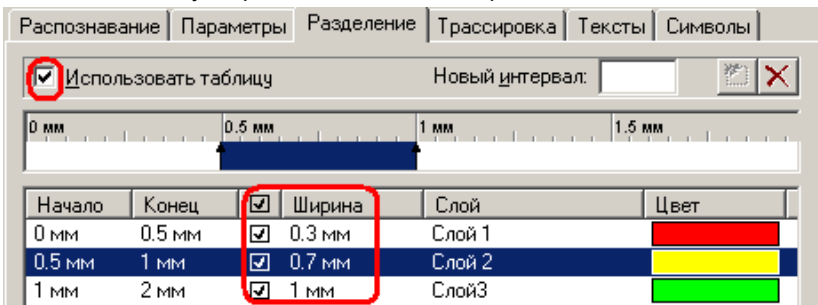 Распознавание Параметры Разделение Трассировка Тексты Символы
Использовать таблицу Новый интервал:
0 мм 0.5 мм 1 мм 1.5 мм
Начало Конец Ширина Слой Цвет
0 мм 0.5 мм 0.3 мм Слой 1
0.5 мм 1 мм 0.7 мм Слой 2
1 мм 2 мм 1 мм Слой3